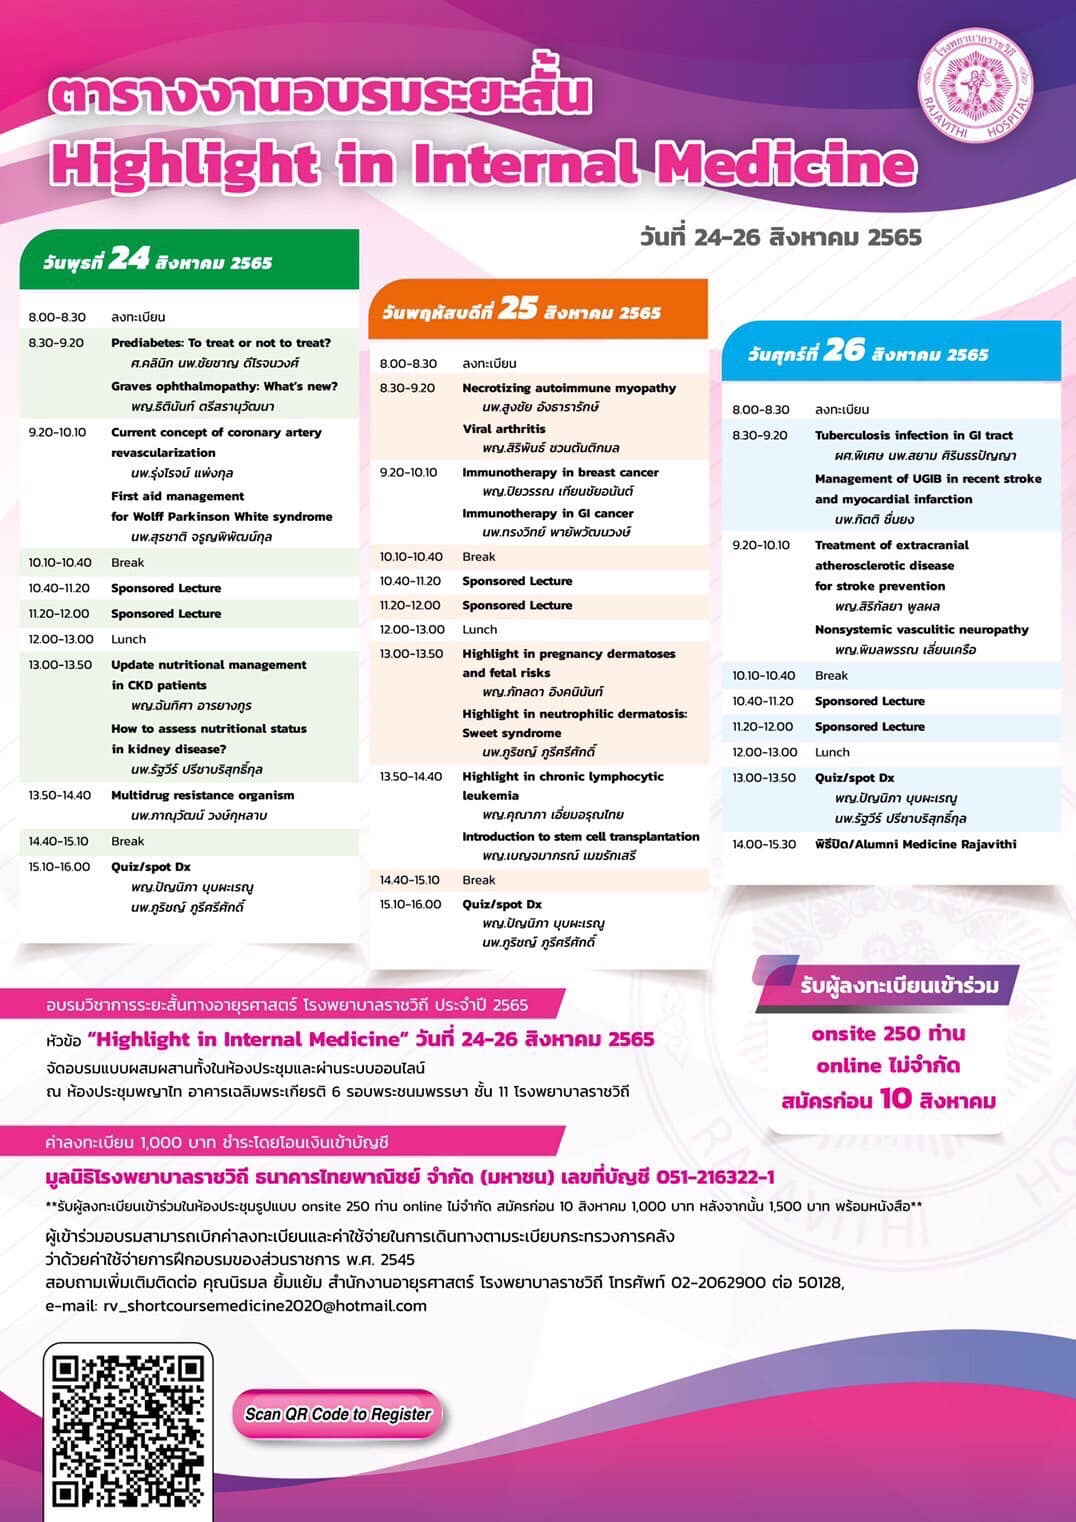 ตารางงานอบรมระยะสั้น
Highlight in Internal Medicine
โรงพยาบาลราชวิถี
RAJAVITHI HOSPITAL
วันที่ 24-26 สิงหาคม 2565
วันพุธที่ 24 สิงหาคม 2565
8.00-8.30 ลงทะเบียน
8.30-9.20 Prediabetes: To treat or not to treat?
ศ.คลินิก นพ.ชัยชาญ ดีโรจนวงศ์
Graves ophthalmopathy: What's new?
พญ.ธิตินันท์ ตรีสรานุวัฒนา
9.20-10.10 Current concept of coronary artery
revascularization
นพ.รุ่งโรจน์ แพ่งกุล
First aid management
for Wolff Parkinson White syndrome
นพ.สุรชาติ จรูญพิพัฒน์กุล
10.10-10.40 Break
10.40-11.20 Sponsored Lecture
11.20-12.00 Sponsored Lecture
12.00-13.00 Lunch
13.00-13.50 Update nutritional management
in CKD patients
พญ.ฉันทิศา อารยางกูร
How to assess nutritional status
in kidney disease?
นพ.รัฐวีร์ ปรีชาบริสุทธิ์กุล
13.50-14.40 Multidrug resistance organism
นพ.ภาณุวัฒน์ วงษ์กุหลาบ
14.40-15.10 Break
15.10-16.00 Quiz/spot Dx
พญ.ปัญนิภา บุบผะเรณู
นพ.ภูริชญ์ ภูรีศรีศักดิ์
วันพฤหัสบดีที่ 25 สิงหาคม 2565
8.00-8.30 ลงทะเบียน
8.30-9.20 Necrotizing autoimmune myopathy
นพ.สูงชัย อังธารารักษ์
Viral arthritis
พญ.สิริพันธ์ ชวนตันติกมล
9.20-10.10 Immunotherapy in breast cancer
พญ.ปิยวรรณ เทียนชัยอนันต์
Immunotherapy in GI cancer
นพ.ทรงวิทย์ พายัพวัฒนวงษ์
10.10-10.40 Break
10.40-11.20 Sponsored Lecture
11.20-12.00 Sponsored Lecture
12.00-13.00 Lunch
13.00-13.50 Highlight in pregnancy dermatoses
and fetal risks
พญ.ภัทลดา อิงคนินันท์
Highlight in neutrophilic dermatosis:
Sweet syndrome
นพ.ภูริชญ์ ภูรีศรีศักดิ์
13.50-14.40 Highlight in chronic lymphocytic
leukemia
พญ.คุณาภา เอี่ยมอรุณไทย
Introduction to stem cell transplantation
พญ.เบญจมาภรณ์ เมฆรักเสรี
14.40-15.10 Break
15.10-16.00 Quiz/spot Dx
พญ.ปัญนิภา บุบผะเรณู
นพ.ภูริชญ์ ภูรีศรีศักดิ์
วันศุกร์ที่ 26 สิงหาคม 2565
8.00-8.30 ลงทะเบียน
8.30-9.20 Tuberculosis infection in GI tract
ผศ.พิเศษ นพ.สยาม ศิรินธรปัญญา
Management of UGIB in recent stroke
and myocardial infarction
นพ.กิตติ ชื่นยง
9.20-10.10 Treatment of extracranial
atherosclerotic disease
for stroke prevention
พญ.สิริกัลยา พูลผล
Nonsystemic vasculitic neuropathy
พญ.พิมลพรรณ เลี่ยนเครือ
10.10-10.40 Break
10.40-11.20 Sponsored Lecture
11.20-12.00 Sponsored Lecture
12.00-13.00 Lunch
13.00-13.50 Quiz/spot Dx
พญ.ปัญนิภา บุบผะเรณู
นพ.รัฐวีร์ ปรีชาบริสุทธิ์กุล
14.00-15.30 พิธีปิด/Alumni Medicine Rajavithi
รับผู้ลงทะเบียนเข้าร่วม
onsite 250 ท่าน
online ไม่จำกัด
สมัครก่อน 10 สิงหาคม
อบรมวิชาการระยะสั้นทางอายุรศาสตร์ โรงพยาบาลราชวิถี ประจำปี 2565
หัวข้อ "Highlight in Internal Medicine" วันที่ 24-26 สิงหาคม 2565
จัดอบรมแบบผสมผสานทั้งในห้องประชุมและผ่านระบบออนไลน์
ณ ห้องประชุมพญาไท อาคารเฉลิมพระเกียรติ 6 รอบพระชนมพรรษา ชั้น 11 โรงพยาบาลราชวิถี
ค่าลงทะเบียน 1,000 บาท ชำระโดยโอนเงินเข้าบัญชี
มูลนิธิโรงพยาบาลราชวิถี ธนาคารไทยพาณิชย์ จำกัด (มหาชน) เลขที่บัญชี 051-216322-1
**รับผู้ลงทะเบียนเข้าร่วมในห้องประชุมรูปแบบ onsite 250 ท่าน online ไม่จำกัด สมัครก่อน 10 สิงหาคม 1,000 บาท หลังจากนั้น 1,500 บาท พร้อมหนังสือ**
ผู้เข้าร่วมอบรมสามารถเบิกค่าลงทะเบียนและค่าใช้จ่ายในการเดินทางตามระเบียบกระทรวงการคลัง
ว่าด้วยค่าใช้จ่ายการฝึกอบรมของส่วนราชการ พ.ศ. 2545
สอบถามเพิ่มเติมติดต่อ คุณนิรมล ยิ้มแย้ม สำนักงานอายุรศาสตร์ โรงพยาบาลราชวิถี โทรศัพท์ 02-2062900 ต่อ 50128,
e-mail: rv_shortcoursemedicine2020@hotmail.com
Scan QR Code to Register